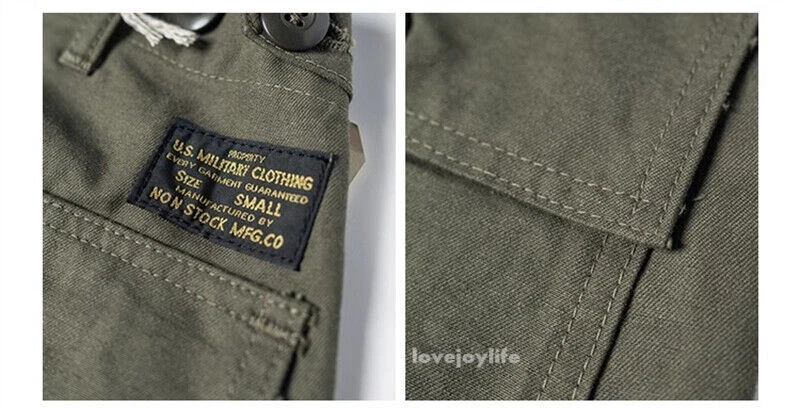 PROPERTY
U.S. MILITARY CLOTHING
EVERY GARMENT GUARANTEED
SIZE SMALL
MANUFACTURED BY
NON STOCK MFG.CO
lovejoylife